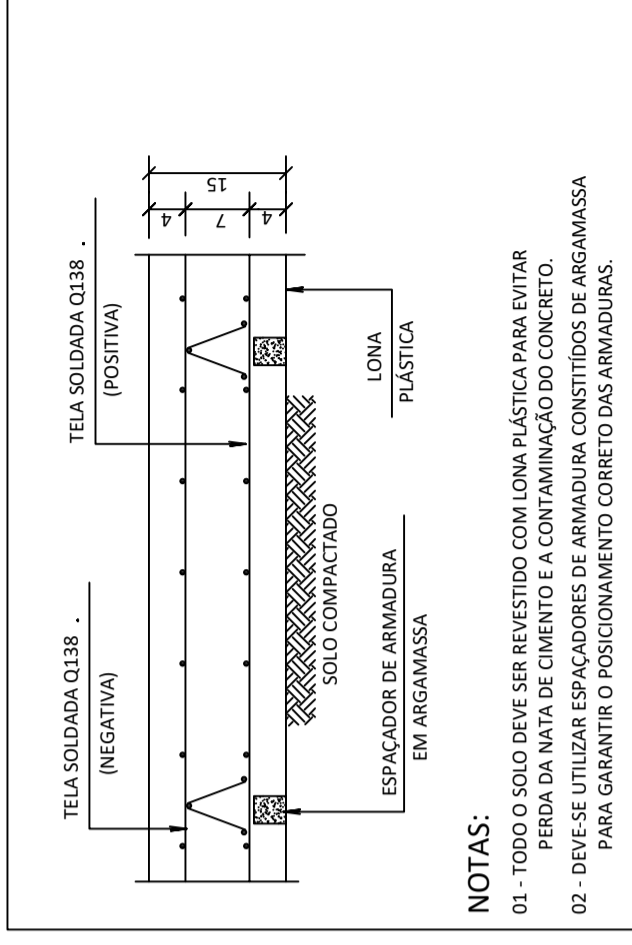 TELA SOLDADA Q138 .
(NEGATIVA)
TELA SOLDADA Q138 .
(POSITIVA)
4
7
4
15
SOLO COMPACTADO
ESPAÇADOR DE ARMADURA
EM ARGAMASSA
LONA
PLÁSTICA
NOTAS:
01 - TODO O SOLO DEVE SER REVESTIDO COM LONA PLÁSTICA PARA EVITAR
PERDA DA NATA DE CIMENTO E A CONTAMINAÇÃO DO CONCRETO.
02 - DEVE-SE UTILIZAR ESPAÇADORES DE ARMADURA CONSTITÍDOS DE ARGAMASSA
PARA GARANTIR O POSICIONAMENTO CORRETO DAS ARMADURAS.